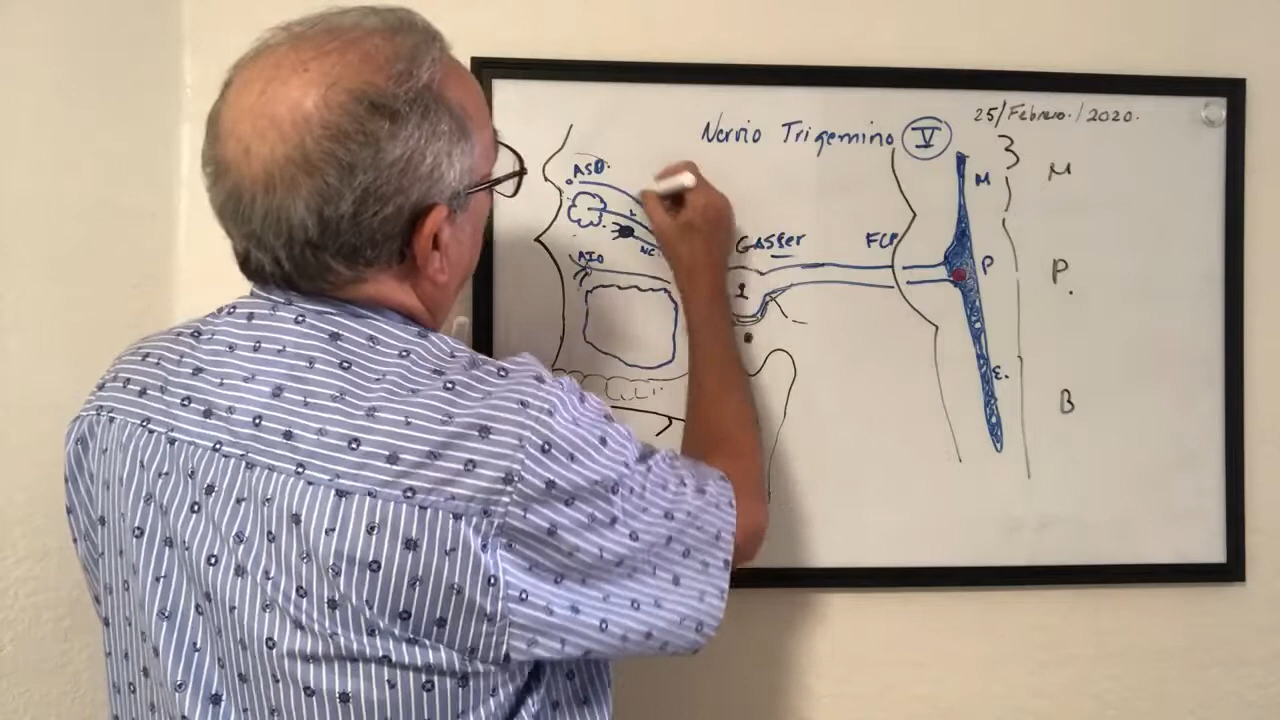 25/Febrero./2020.
Nervio Trigemino V
M
M
ASO.
L
NC
GASSer
FCP
P
P.
AIO
E.
B